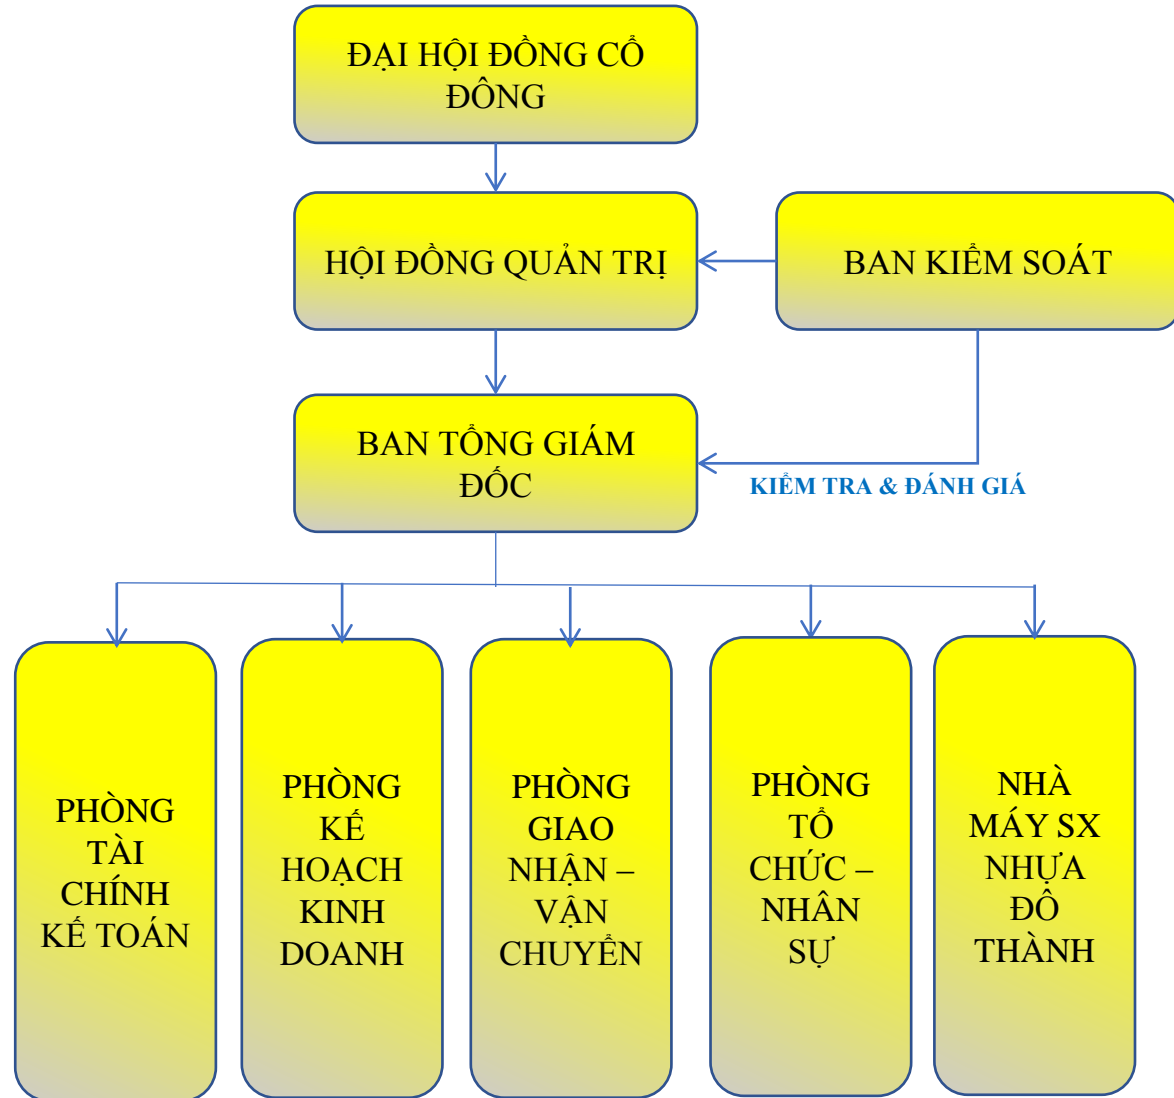 ĐẠI HỘI ĐỒNG CỔ
ĐÔNG
HỘI ĐỒNG QUẢN TRỊ
BAN KIỂM SOÁT
BAN TỔNG GIÁM
ĐỐC
KIỂM TRA & ĐÁNH GIÁ
PHÒNG
TÀI
CHÍNH
KẾ TOÁN
PHÒNG
KẾ
HOẠCH
KINH
DOANH
PHÒNG
GIAO
NHẬN –
VẬN
CHUYỂN
PHÒNG
TỔ
CHỨC –
NHÂN
SỰ
NHÀ
MÁY SX
NHỰA
ĐÔ
THÀNH